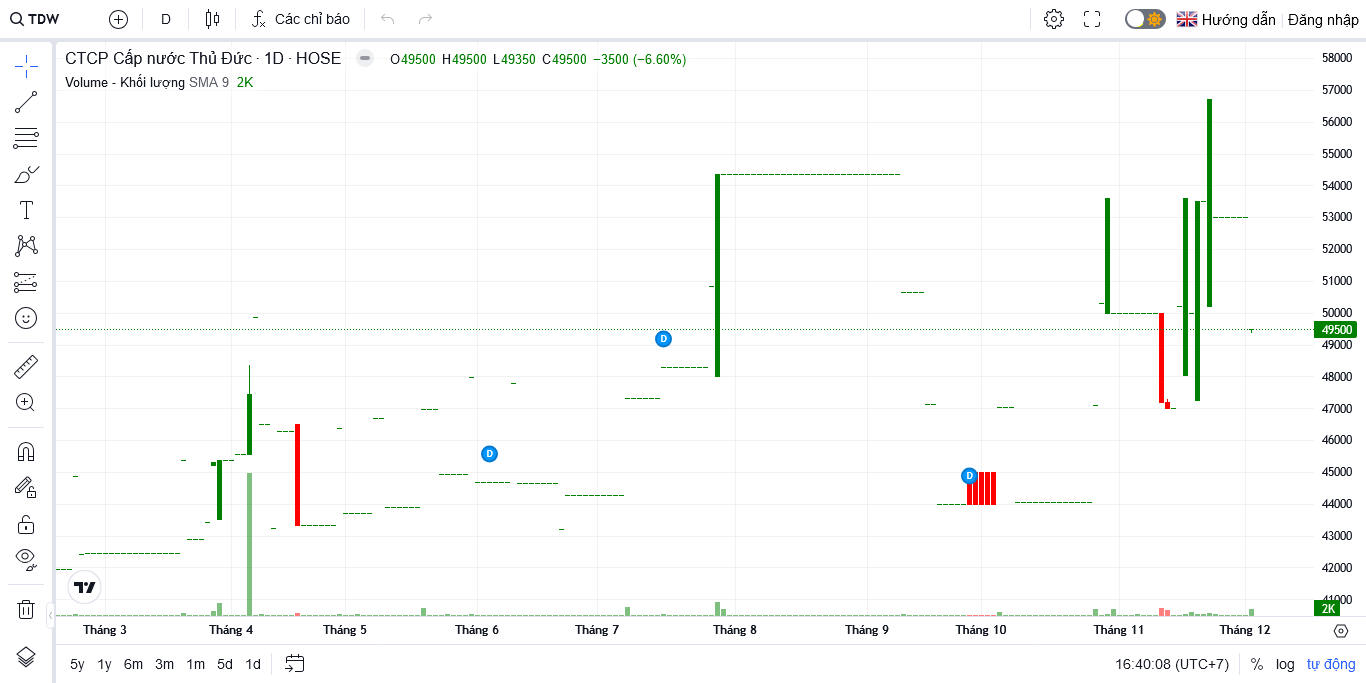 TDW D Các chỉ báo Hướng dẫn Đăng nhập
CTCP Cấp nước Thủ Đức · 1D · HOSE O49500 H49500 L49350 C49500 −3500 (−6.60%)
Volume - Khối lượng SMA 9 2K
58000
57000
56000
55000
54000
53000
52000
51000
50000
49500
49000
48000
47000
46000
45000
44000
43000
42000
41000
2K
D
D
D
Tháng 3 Tháng 4 Tháng 5 Tháng 6 Tháng 7 Tháng 8 Tháng 9 Tháng 10 Tháng 11 Tháng 12
5y 1y 6m 3m 1m 5d 1d 16:40:08 (UTC+7) % log tự động